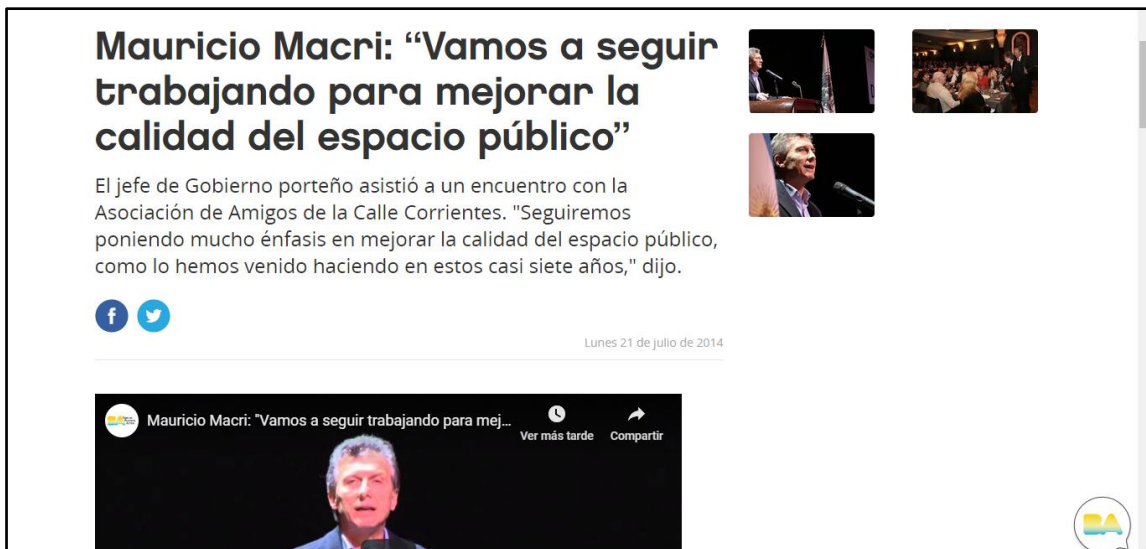 Mauricio Macri: “Vamos a seguir
trabajando para mejorar la
calidad del espacio público”
El jefe de Gobierno porteño asistió a un encuentro con la
Asociación de Amigos de la Calle Corrientes. "Seguiremos
poniendo mucho énfasis en mejorar la calidad del espacio público,
como lo hemos venido haciendo en estos casi siete años," dijo.
Lunes 21 de julio de 2014
Mauricio Macri: "Vamos a seguir trabajando para mej...
Ver más tarde
Compartir
BA